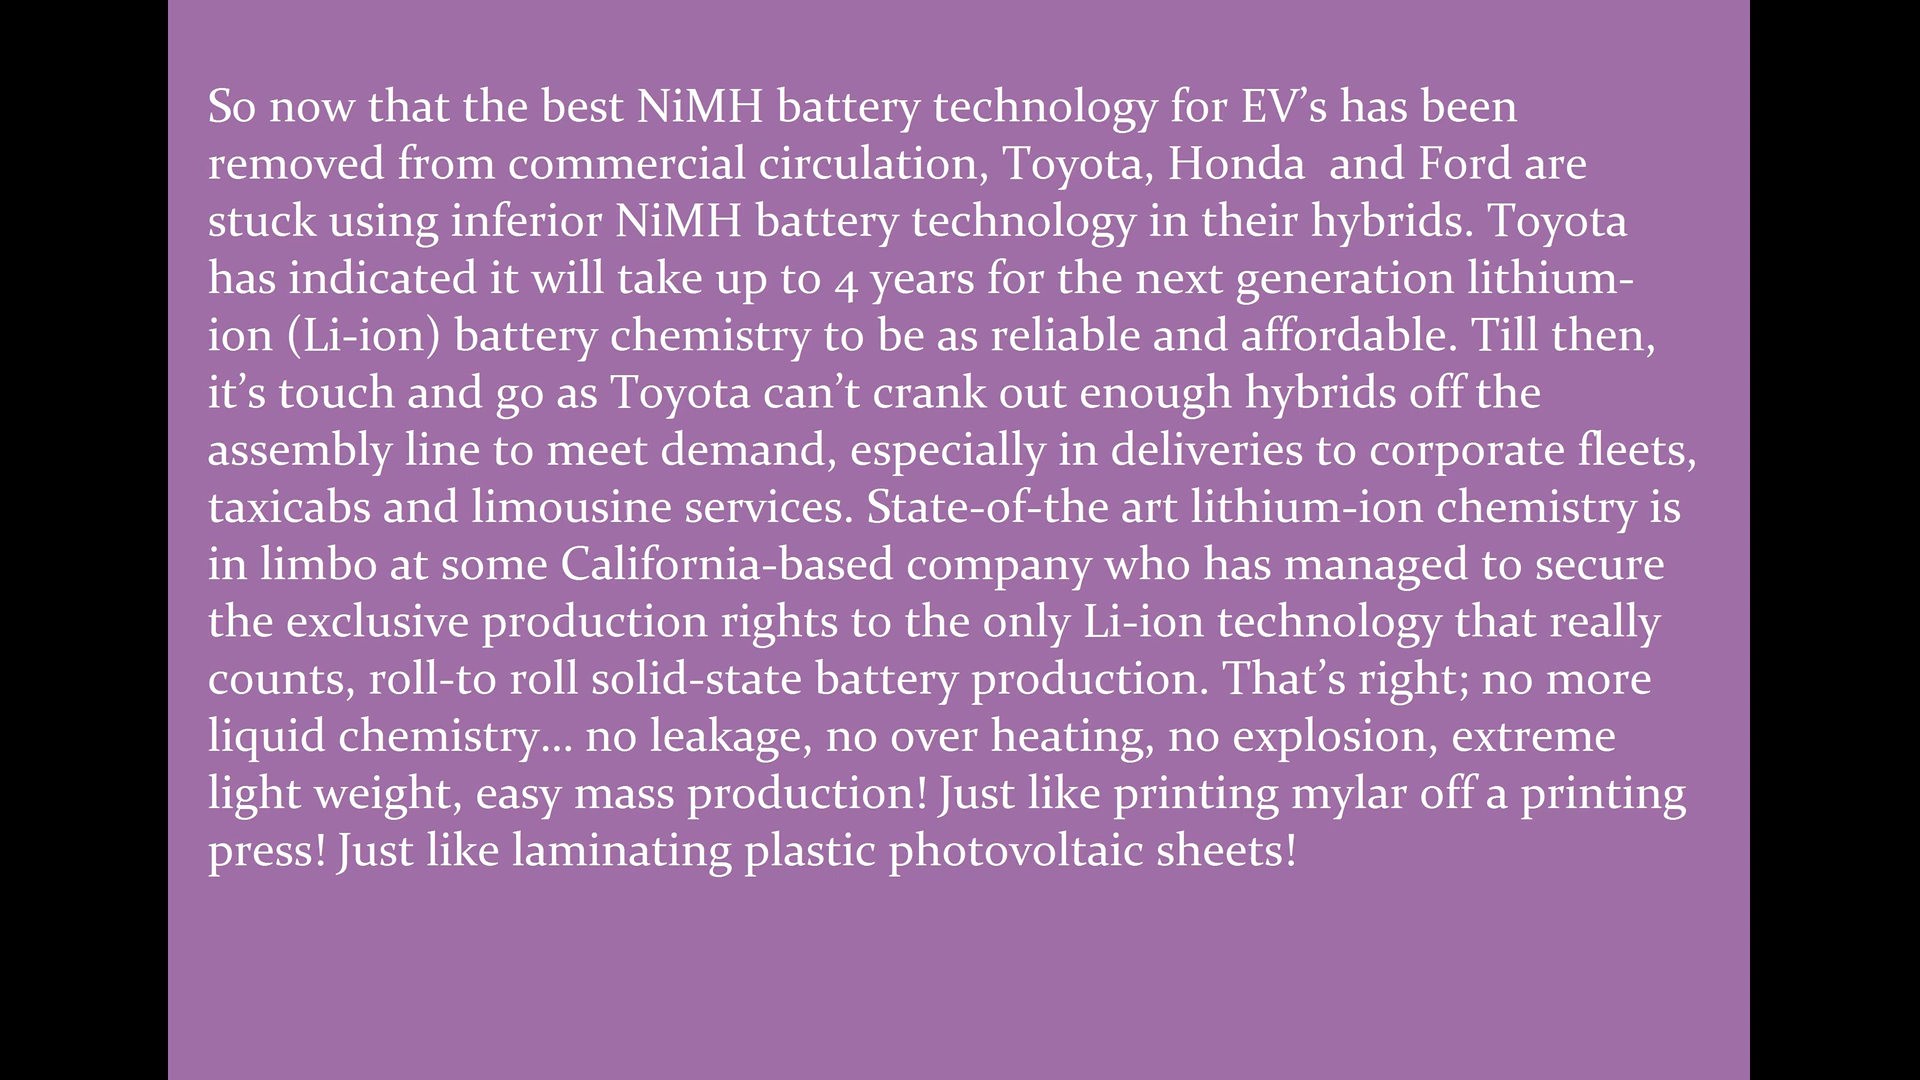 So now that the best NiMH battery technology for EV’s has been
removed from commercial circulation, Toyota, Honda  and Ford are
stuck using inferior NiMH battery technology in their hybrids. Toyota
has indicated it will take up to 4 years for the next generation lithium-
ion (Li-ion) battery chemistry to be as reliable and affordable. Till then,
it’s touch and go as Toyota can’t crank out enough hybrids off the
assembly line to meet demand, especially in deliveries to corporate fleets,
taxicabs and limousine services. State-of-the art lithium-ion chemistry is
in limbo at some California-based company who has managed to secure
the exclusive production rights to the only Li-ion technology that really
counts, roll-to roll solid-state battery production. That’s right; no more
liquid chemistry... no leakage, no over heating, no explosion, extreme
light weight, easy mass production! Just like printing mylar off a printing
press! Just like laminating plastic photovoltaic sheets!